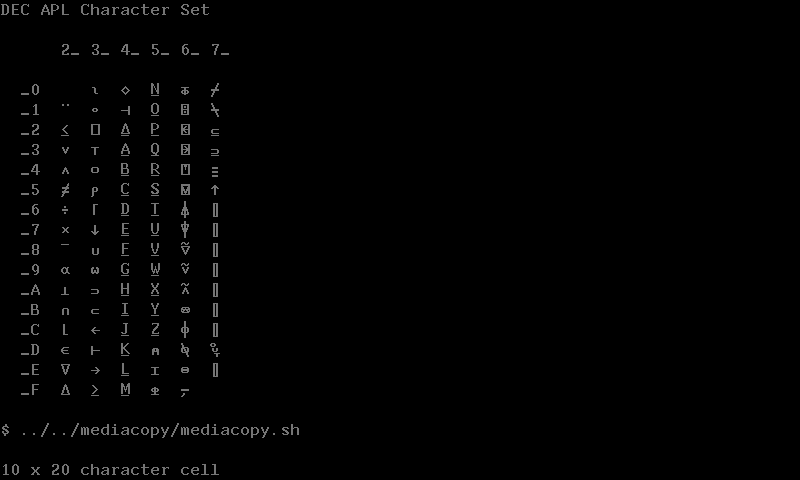 DEC APL Character Set
2_ 3_ 4_ 5_ 6_ 7_
_0 ⍳ ⋄ N̲ ⍕ ⌿
_1 ¨ ∘ ⊣ O̲ ⌹ ⍀
_2 ≤ ⎕ ∆̲ P̲ ⍃ ⊆
_3 ∨ ⊤ A̲ Q̲ ⍄ ⊇
_4 ∧ ○ B̲ R̲ ⍞ ≡
_5 ≠ ⍴ C̲ S̲ ⍌ ↑
_6 ÷ ⌈ D̲ T̲ ⍋ ▯
_7 × ↓ E̲ U̲ ⍒ ▯
_8 ¯ ∪ F̲ V̲ ⍫ ▯
_9 ⍺ ⍵ G̲ W̲ ⍱ ▯
_A ⊥ ⊃ H̲ X̲ ⍲ ▯
_B ∩ ⊂ I̲ Y̲ ⍟ ▯
_C ⌊ ← J̲ Z̲ ⌽ ▯
_D ∈ ⊢ K̲ ⍝ ⍉
_E ∇ → L̲ ⌶ ⊖ ▯
_F ∆ ≥ M̲ ⍎ ⍪
$ ../../mediacopy/mediacopy.sh
10 x 20 character cell